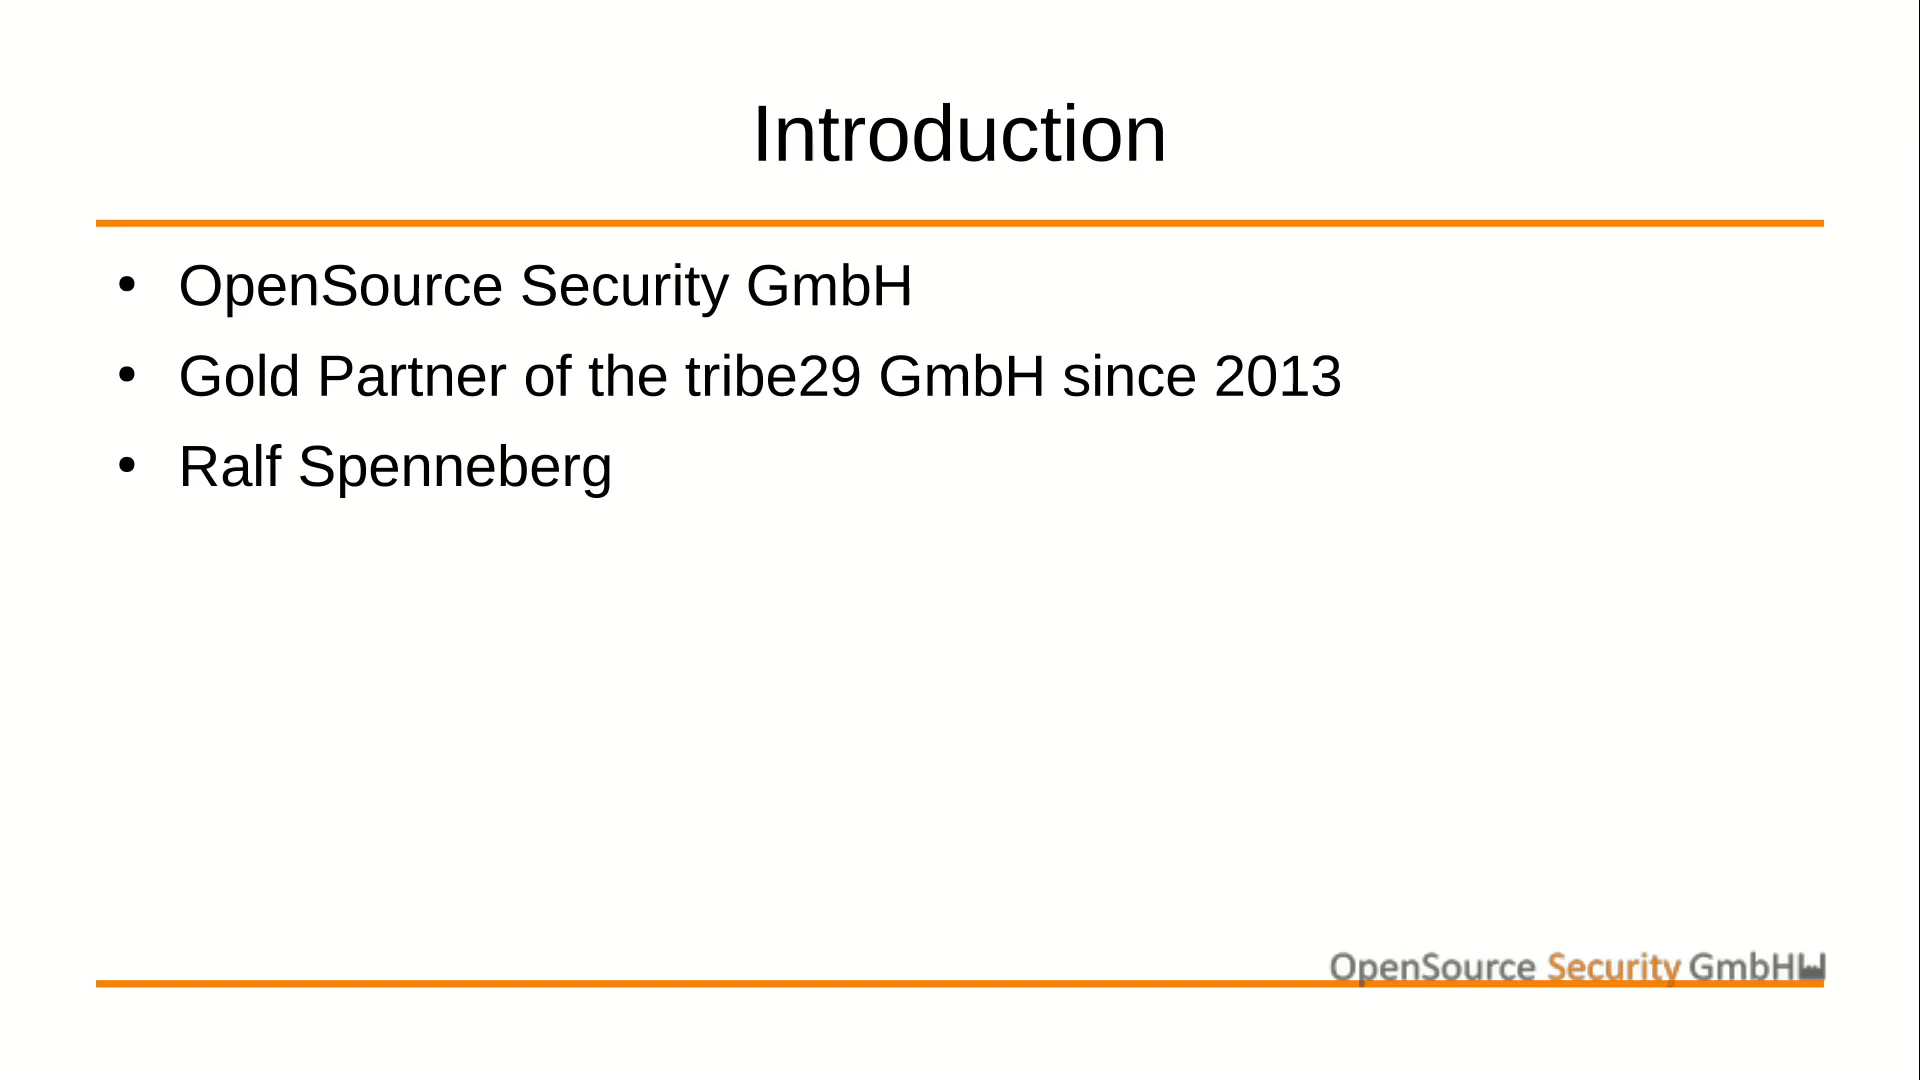 Introduction
• OpenSource Security GmbH
• Gold Partner of the tribe29 GmbH since 2013
• Ralf Spenneberg
OpenSource Security GmbH